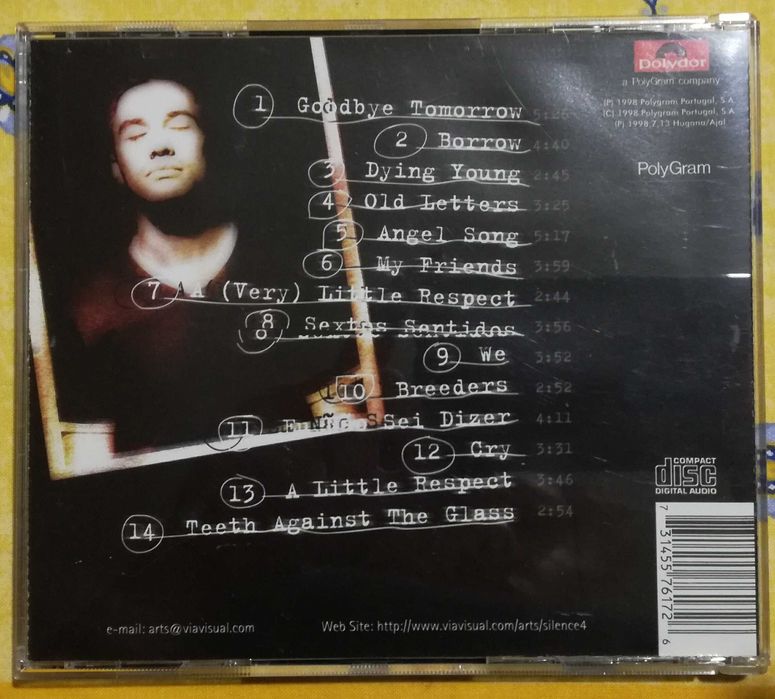 Polydor
a PolyGram company
(P) 1998 Polygram Portugal, S.A.
(C) 1998 Polygram Portugal, S.A.
PolyGram
1 Goodbye Tomorrow 5:26
2 Borrow 4:40
3 Dying Young 2:45
4 Old Letters 3:25
5 Angel Song 5:17
6 My Friends 3:59
7 A (Very) Little Respect 2:44
8 Sextos Sentidos 3:56
9 We 3:52
10 Breeders 2:52
11 Eu Não Sei Dizer 4:11
12 Cry 3:31
13 A Little Respect 3:46
14 Teeth Against The Glass 2:54
COMPACT
disc
DIGITAL AUDIO
7 31455 76172 6
e-mail: arts@viavisual.com
Web Site: http://www.viavisual.com/arts/silence4